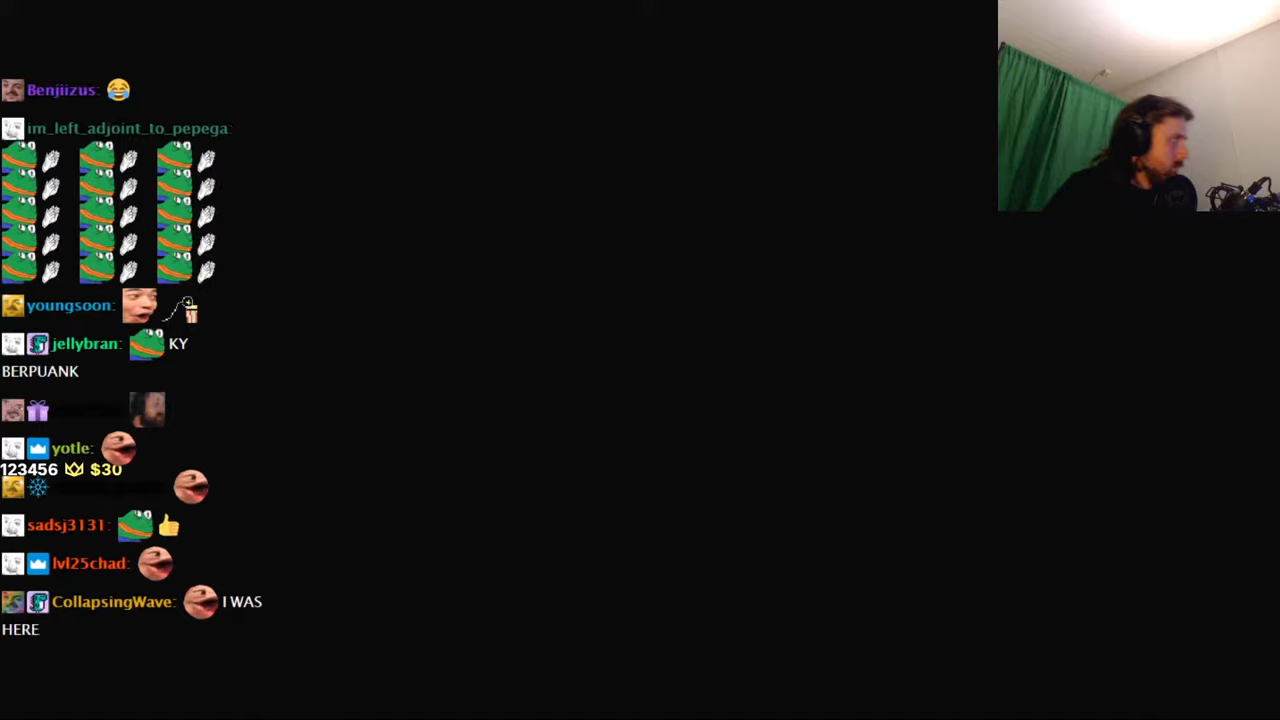 Benjiizus:
im_left_adjoint_to_pepega:
youngsoon:
jellybran: KY
BERPUANK
yotle:
123456 $30
sadsj3131:
lvl25chad:
CollapsingWave: I WAS
HERE